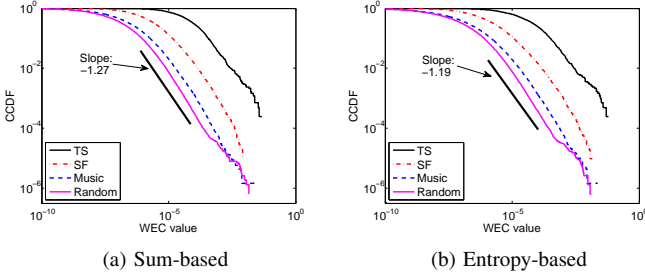 10^0
10^-2
10^-4
10^-6
CCDF
Slope:
-1.27
TS
SF
Music
Random
10^-10
10^-5
10^0
WEC value
(a) Sum-based
10^0
10^-2
10^-4
10^-6
CCDF
Slope:
-1.19
TS
SF
Music
Random
10^-10
10^-5
10^0
WEC value
(b) Entropy-based